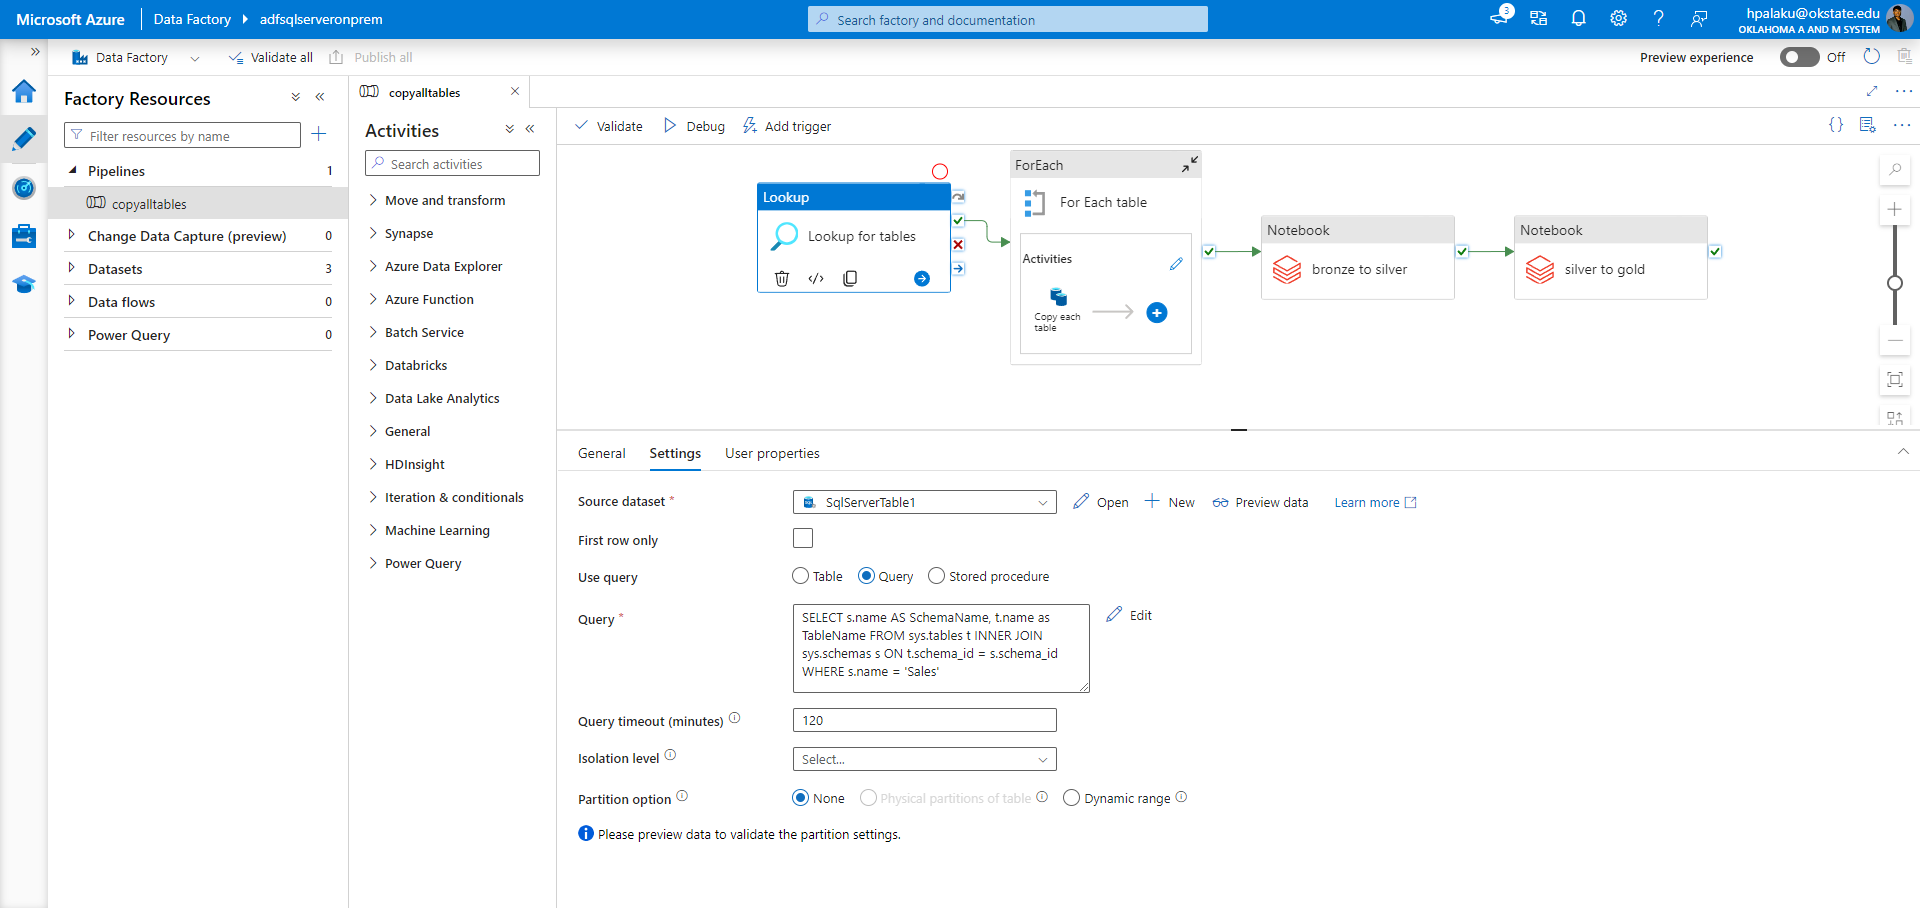 Microsoft Azure
Data Factory
adfsqlserveronprem
Search factory and documentation
3
hpalaku@okstate.edu
OKLAHOMA A AND M SYSTEM
Data Factory
Validate all
Publish all
Preview experience
Off
Factory Resources
Filter resources by name
Pipelines
1
copyalltables
Change Data Capture (preview)
0
Datasets
3
Data flows
0
Power Query
0
copyalltables
Activities
Search activities
Move and transform
Synapse
Azure Data Explorer
Azure Function
Batch Service
Databricks
Data Lake Analytics
General
HDInsight
Iteration & conditionals
Machine Learning
Power Query
Validate
Debug
Add trigger
Lookup
Lookup for tables
ForEach
For Each table
Activities
Copy each
table
Notebook
bronze to silver
Notebook
silver to gold
General
Settings
User properties
Source dataset *
SqlServerTable1
Open
New
Preview data
Learn more
First row only
Use query
Table
Query
Stored procedure
Query *
SELECT s.name AS SchemaName, t.name as
TableName FROM sys.tables t INNER JOIN
sys.schemas s ON t.schema_id = s.schema_id
WHERE s.name = 'Sales'
Edit
Query timeout (minutes)
120
Isolation level
Select...
Partition option
None
Physical partitions of table
Dynamic range
Please preview data to validate the partition settings.